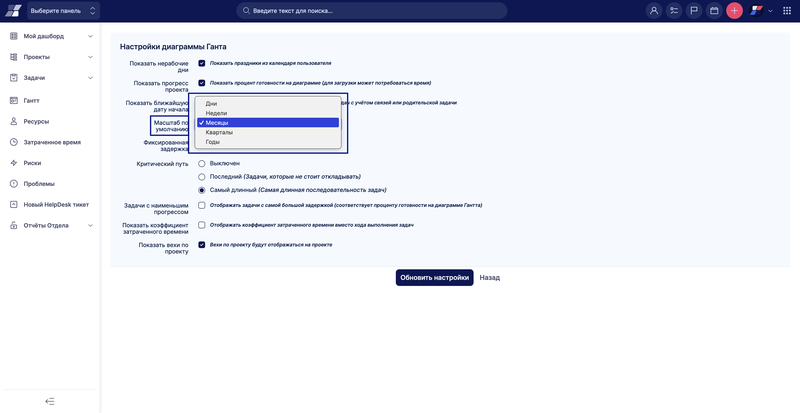 Выберите панель
Введите текст для поиска...
Мой дашборд
Проекты
Задачи
Гантт
Ресурсы
Затраченное время
Риски
Проблемы
Новый HelpDesk тикет
Отчёты Отдела
Настройки диаграммы Ганта
Показать нерабочие
дни
Показать праздники из календаря пользователя
Показать прогресс
проекта
Показать процент готовности на диаграмме (для загрузки может потребоваться время)
Показать ближайшую
дату начала
с учётом связей или родительской задачи
Масштаб по
умолчанию
Дни
Недели
Месяцы
Кварталы
Годы
Фиксированная
задержка
Критический путь
Выключен
Последний (Задачи, которые не стоит откладывать)
Самый длинный (Самая длинная последовательность задач)
Задачи с наименьшим
прогрессом
Отображать задачи с самой большой задержкой (соответствует проценту готовности на диаграмме Гантта)
Показать коэффициент
затраченного времени
Отображать коэффициент затраченного времени вместо хода выполнения задач
Показать вехи по
проекту
Вехи по проекту будут отображаться на проекте
Обновить настройки
Назад